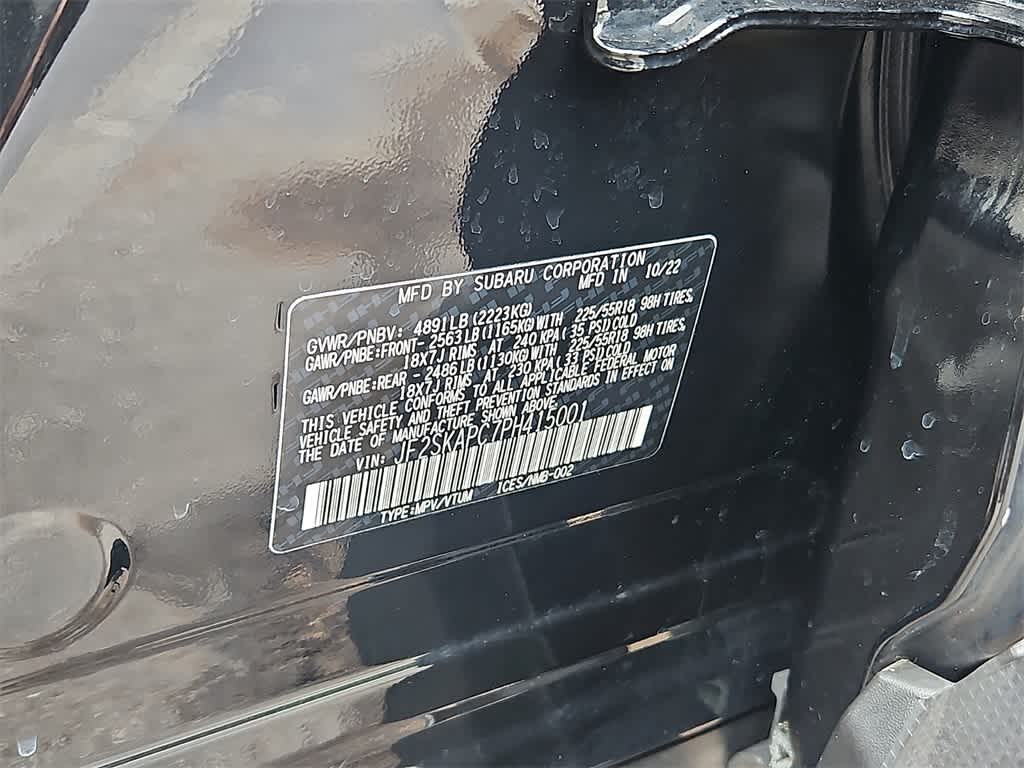 MFD BY SUBARU CORPORATION
MFD IN 10/22
GVWR/PNBV: 4891LB(2223KG)
GAWR/PNBE:FRONT- 2563LB(1165KG)WITH 225/55R18 98H TIRES,
18X7J RIMS AT 240 KPA(35 PSI)COLD
GAWR/PNBE:REAR - 2486LB(1130KG)WITH 225/55R18 98H TIRES,
18X7J RIMS AT 230 KPA(33 PSI)COLD
THIS VEHICLE CONFORMS TO ALL APPLICABLE FEDERAL MOTOR
VEHICLE SAFETY AND THEFT PREVENTION STANDARDS IN EFFECT ON
THE DATE OF MANUFACTURE SHOWN ABOVE.
VIN: JF2SKAPC7PH415001
TYPE:MPV/VTUM ICES/NMB-002